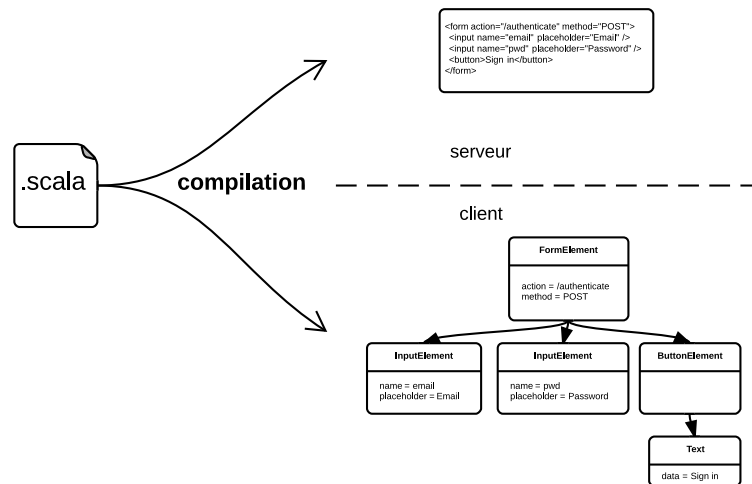 <form action="/authenticate" method="POST">
<input name="email" placeholder="Email" />
<input name="pwd" placeholder="Password" />
<button>Sign in</button>
</form>
serveur
.scala
compilation
client
FormElement
action = /authenticate
method = POST
InputElement
name = email
placeholder = Email
InputElement
name = pwd
placeholder = Password
ButtonElement
Text
data = Sign in